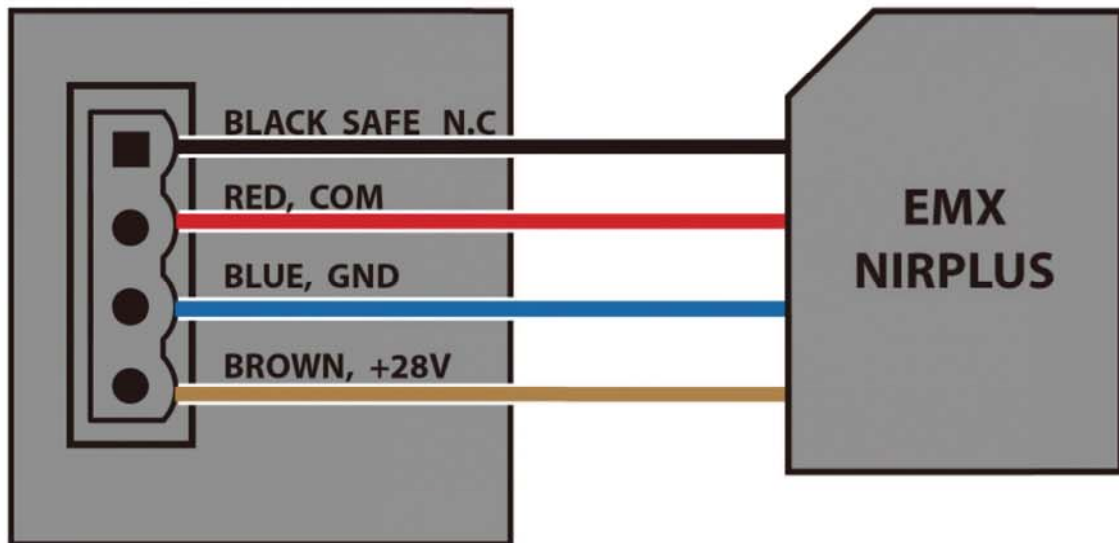 BLACK SAFE N.C
RED, COM
BLUE, GND
BROWN, +28V
EMX
NIRPLUS